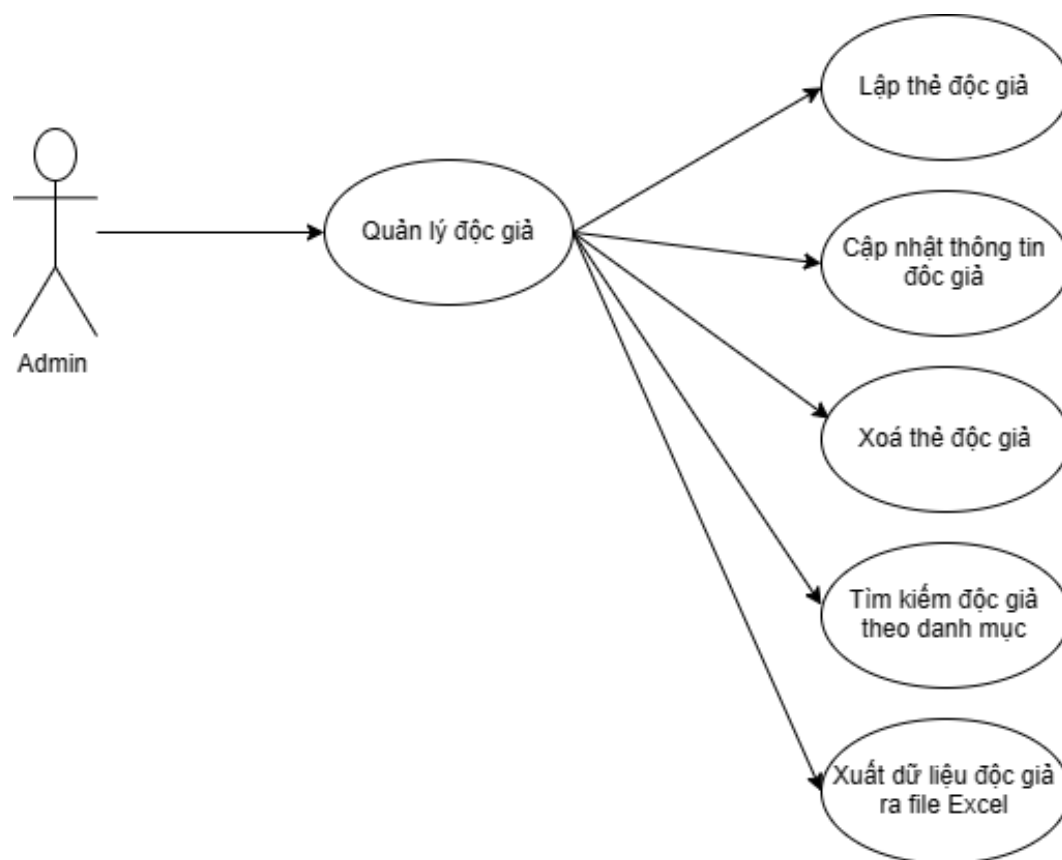 Lập thẻ độc giả
Quản lý độc giả
Cập nhật thông tin
độc giả
Admin
Xoá thẻ độc giả
Tìm kiếm độc giả
theo danh mục
Xuất dữ liệu độc giả
ra file Excel